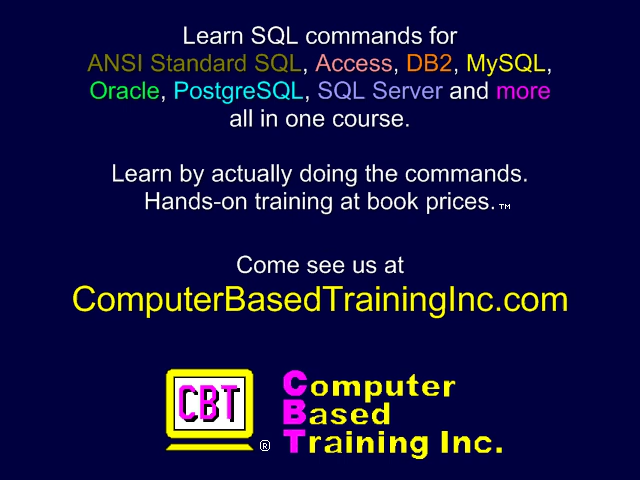 Learn SQL commands for
ANSI Standard SQL, Access, DB2, MySQL,
Oracle, PostgreSQL, SQL Server and more
all in one course.
Learn by actually doing the commands.
Hands-on training at book prices.™
Come see us at
ComputerBasedTrainingInc.com
CBT ®
Computer
Based
Training Inc.